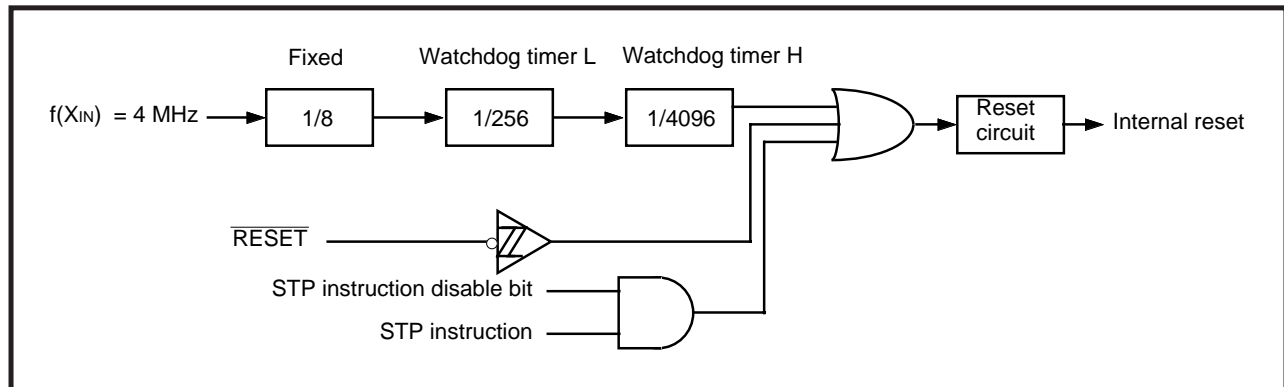 Fixed
Watchdog timer L
Watchdog timer H
f(XIN) = 4 MHz
1/8
1/256
1/4096
Reset
circuit
Internal reset
RESET
STP instruction disable bit
STP instruction